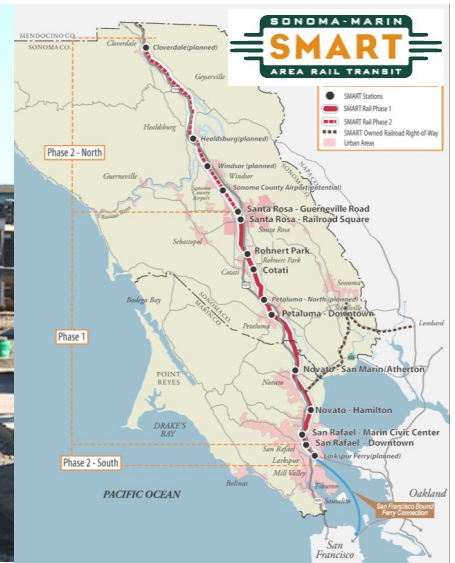 SONOMA-MARIN
SMART
AREA RAIL TRANSIT
MENDOCINO CO.
SONOMA CO.
Cloverdale
Cloverdale(planned)
Geyserville
SMART Stations
SMART Rail Phase 1
SMART Rail Phase 2
SMART Owned Railroad Right-of-Way
Urban Areas
Healdsburg
Healdsburg(planned)
Phase 2 - North
Windsor (planned)
Windsor
Guerneville
Sonoma
County
Airport
Sonoma County Airport(potential)
NAPA CO.
SONOMA CO.
Santa Rosa - Guerneville Road
Santa Rosa - Railroad Square
Santa Rosa
Sebastopol
Rohnert Park
Rohnert Park
Cotati
Cotati
Sonoma
Petaluma - North(planned)
Bodega Bay
SONOMA CO.
MARIN CO.
Petaluma - Downtown
Petaluma
Lombard
Phase 1
Novato - San Marin/Atherton
POINT
REYES
Novato
Novato - Hamilton
DRAKE'S
BAY
San Rafael - Marin Civic Center
San Rafael - Downtown
San Rafael
Larkspur Ferry(planned)
Larkspur
Phase 2 - South
Mill Valley
Bolinas
Tiburon
Sausalito
PACIFIC OCEAN
Oakland
San Francisco Bound
Ferry Connection
San
Francisco